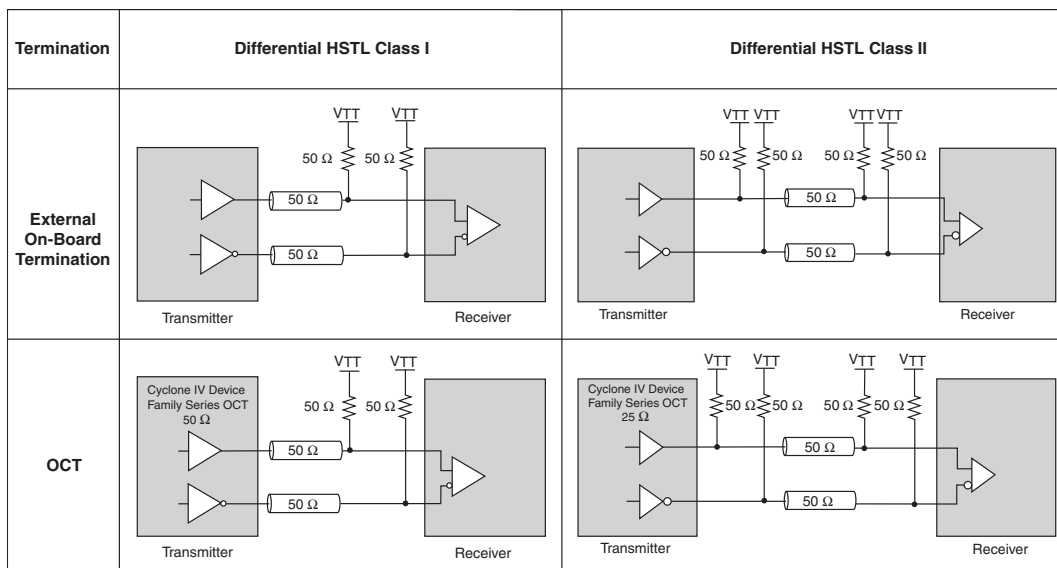 Termination
Differential HSTL Class I
Differential HSTL Class II
External
On-Board
Termination
VTT VTT
50 Ω 50 Ω
50 Ω
50 Ω
Transmitter
Receiver
VTT VTT VTT VTT
50 Ω 50 Ω 50 Ω 50 Ω
50 Ω
50 Ω
Transmitter
Receiver
OCT
Cyclone IV Device
Family Series OCT
50 Ω
VTT VTT
50 Ω 50 Ω
50 Ω
50 Ω
Transmitter
Receiver
Cyclone IV Device
Family Series OCT
25 Ω
VTT VTT VTT VTT
50 Ω 50 Ω 50 Ω 50 Ω
50 Ω
50 Ω
Transmitter
Receiver